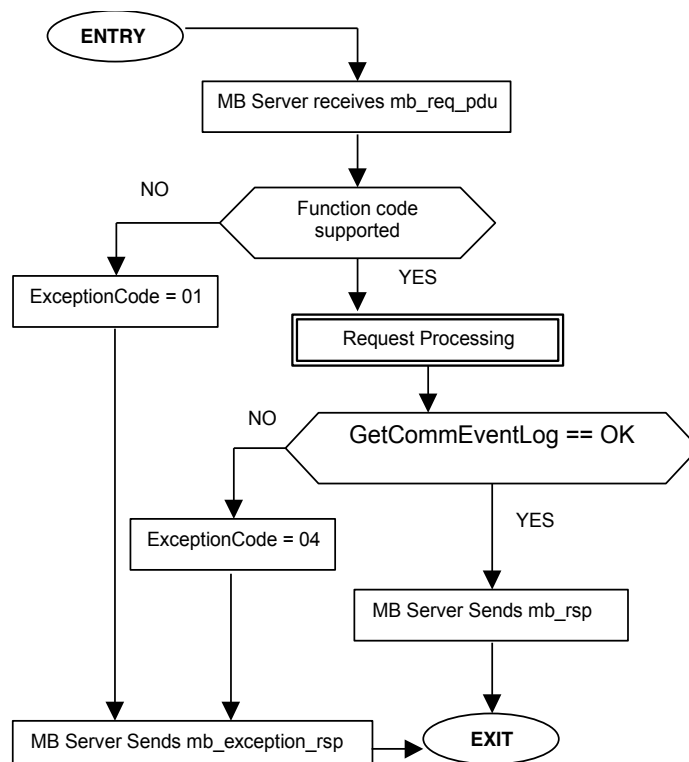 ENTRY
MB Server receives mb_req_pdu
NO
Function code
supported
YES
ExceptionCode = 01
Request Processing
NO
GetCommEventLog == OK
YES
ExceptionCode = 04
MB Server Sends mb_rsp
MB Server Sends mb_exception_rsp
EXIT